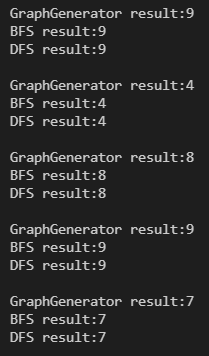 GraphGenerator result:9
BFS result:9
DFS result:9
GraphGenerator result:4
BFS result:4
DFS result:4
GraphGenerator result:8
BFS result:8
DFS result:8
GraphGenerator result:9
BFS result:9
DFS result:9
GraphGenerator result:7
BFS result:7
DFS result:7